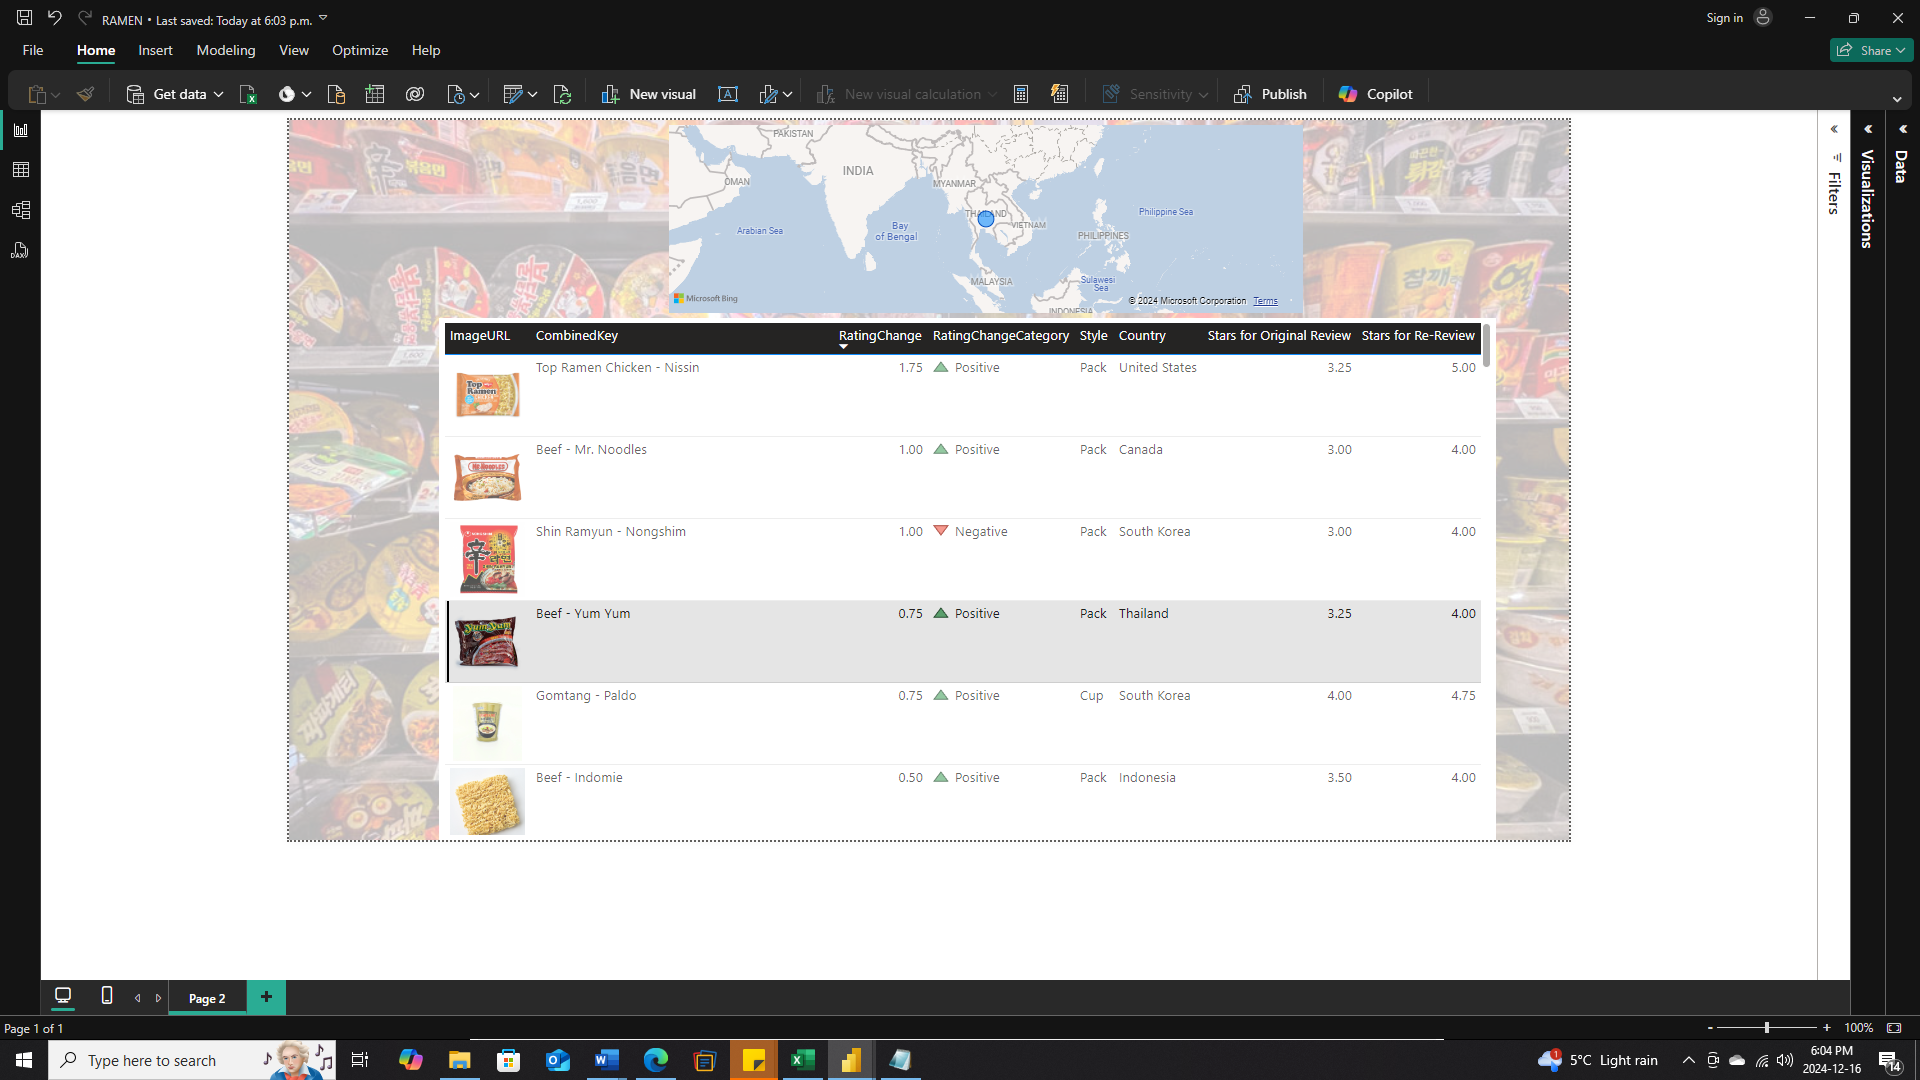 RAMEN • Last saved: Today at 6:03 p.m.
Sign in
File Home Insert Modeling View Optimize Help
Share
Get data
New visual
New visual calculation
Sensitivity
Publish
Copilot
PAKISTAN
OMAN
INDIA
MYANMAR
THAILAND
VIETNAM
Arabian Sea
Bay
of Bengal
Philippine Sea
PHILIPPINES
MALAYSIA
Sulawesi
Sea
INDONESIA
Microsoft Bing
© 2024 Microsoft Corporation Terms
Filters
Visualizations
Data
ImageURL CombinedKey RatingChange RatingChangeCategory Style Country Stars for Original Review Stars for Re-Review
Top Ramen Chicken - Nissin 1.75 Positive Pack United States 3.25 5.00
Top
Ramen
Beef - Mr. Noodles 1.00 Positive Pack Canada 3.00 4.00
MR. NOODLES
Shin Ramyun - Nongshim 1.00 Negative Pack South Korea 3.00 4.00
辛
Beef - Yum Yum 0.75 Positive Pack Thailand 3.25 4.00
YumYum
Gomtang - Paldo 0.75 Positive Cup South Korea 4.00 4.75
Beef - Indomie 0.50 Positive Pack Indonesia 3.50 4.00
볶음면
참깨
Page 2
Page 1 of 1
- + 100%
Type here to search
1
5°C Light rain
6:04 PM
2024-12-16
14